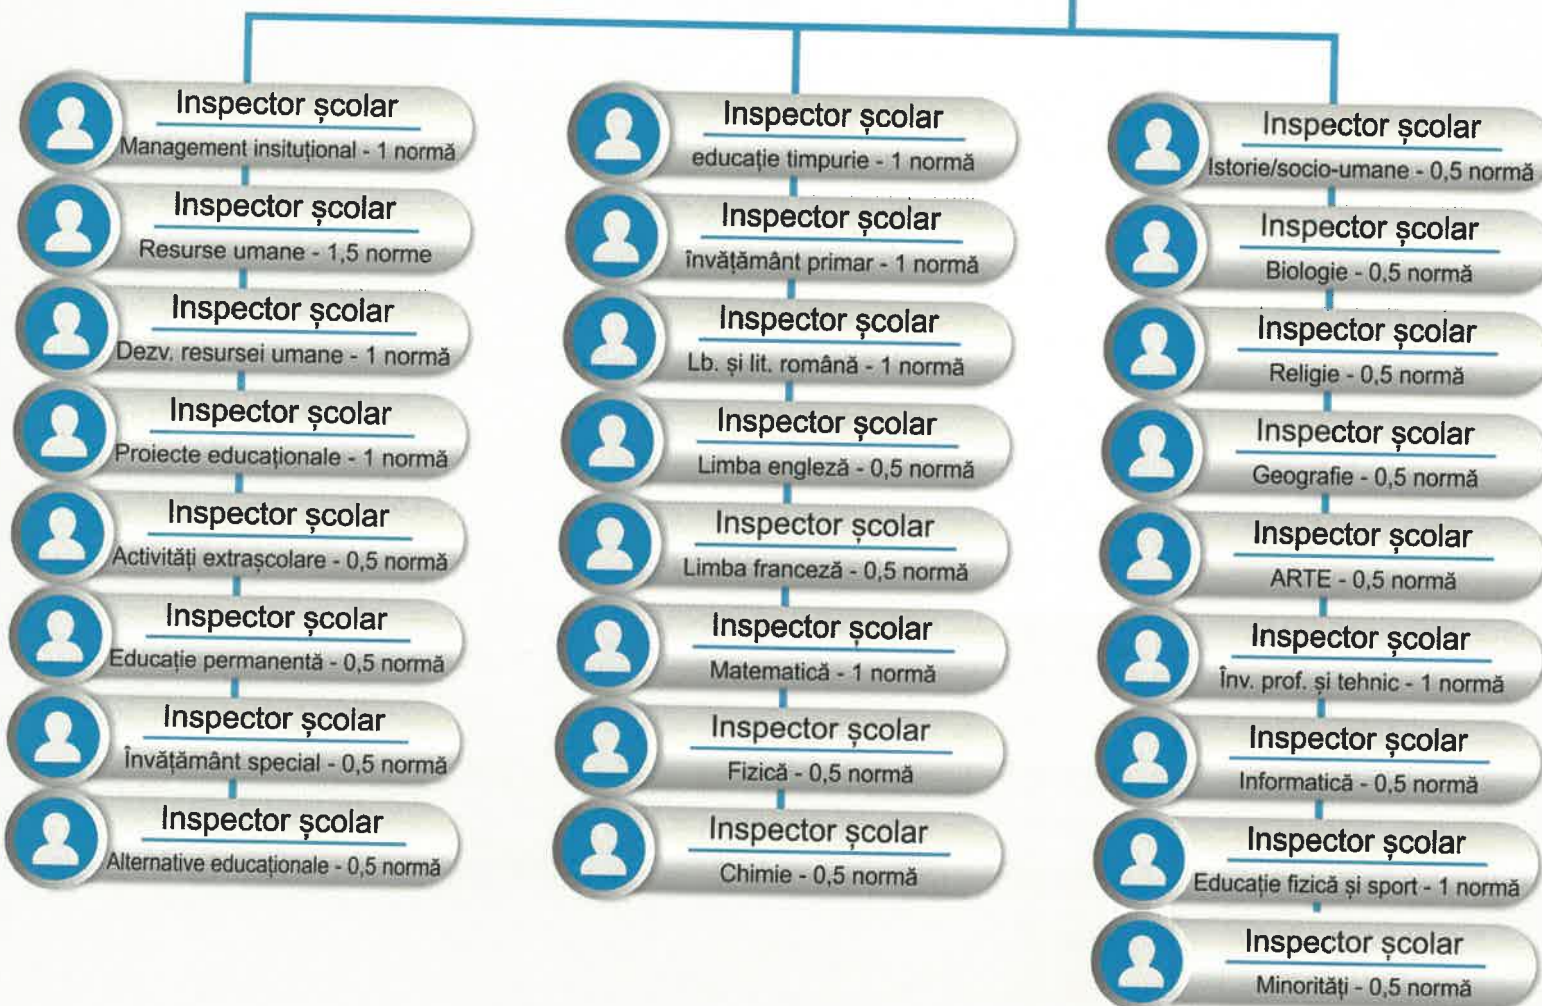 Inspector școlar
Management insituțional - 1 normă
Inspector școlar
Resurse umane - 1,5 norme
Inspector școlar
Dezv. resursei umane - 1 normă
Inspector școlar
Proiecte educaționale - 1 normă
Inspector școlar
Activități extrașcolare - 0,5 normă
Inspector școlar
Educație permanentă - 0,5 normă
Inspector școlar
Învățământ special - 0,5 normă
Inspector școlar
Alternative educaționale - 0,5 normă
Inspector școlar
educație timpurie - 1 normă
Inspector școlar
învățământ primar - 1 normă
Inspector școlar
Lb. și lit. română - 1 normă
Inspector școlar
Limba engleză - 0,5 normă
Inspector școlar
Limba franceză - 0,5 normă
Inspector școlar
Matematică - 1 normă
Inspector școlar
Fizică - 0,5 normă
Inspector școlar
Chimie - 0,5 normă
Inspector școlar
Istorie/socio-umane - 0,5 normă
Inspector școlar
Biologie - 0,5 normă
Inspector școlar
Religie - 0,5 normă
Inspector școlar
Geografie - 0,5 normă
Inspector școlar
ARTE - 0,5 normă
Inspector școlar
Înv. prof. și tehnic - 1 normă
Inspector școlar
Informatică - 0,5 normă
Inspector școlar
Educație fizică și sport - 1 normă
Inspector școlar
Minorități - 0,5 normă